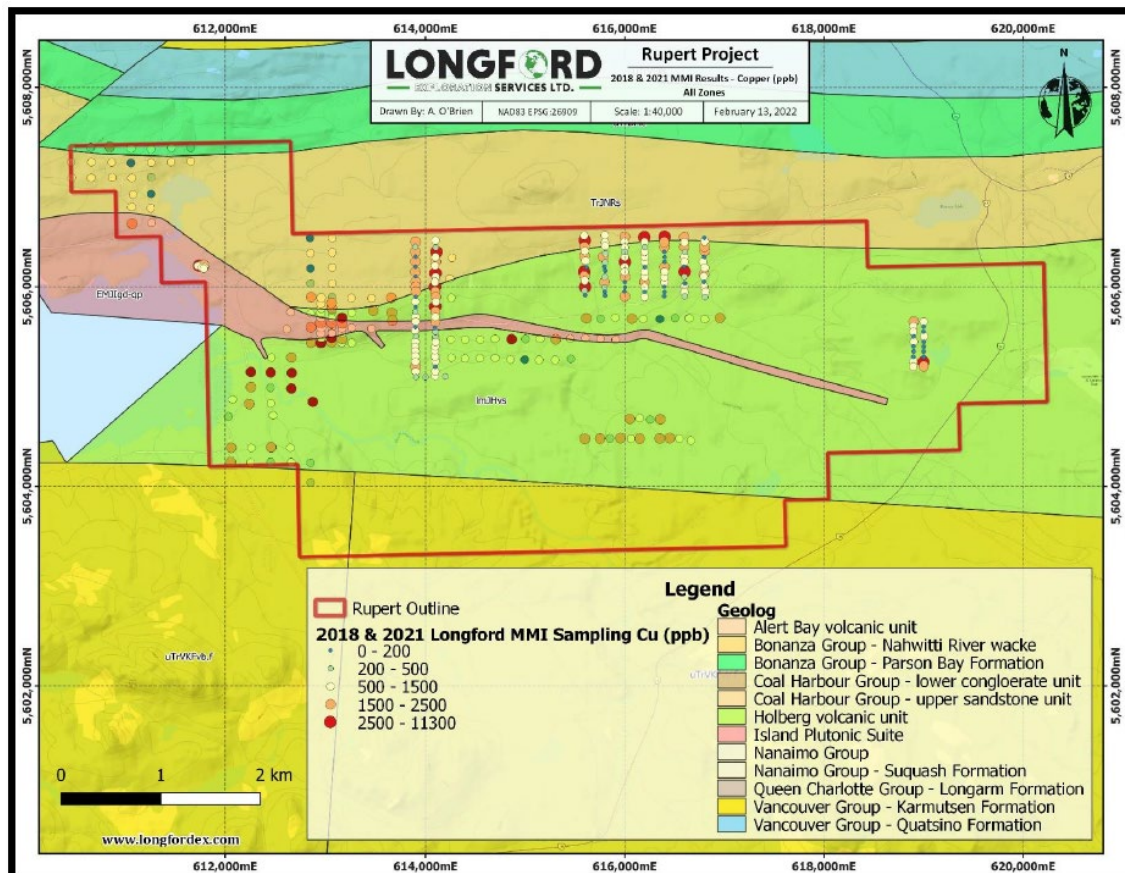 612,000mE
614,000mE
616,000mE
618,000mE
620,000mE
LONGFORD
EXPLORATION SERVICES LTD.
Rupert Project
2018 & 2021 MMI Results - Copper (ppb)
All Zones
Drawn By: A. O'Brien
NAD83 EPSG:26909
Scale: 1:40,000
February 13, 2022
N
5,608,000mN
5,608,000mN
TrJNRs
5,606,000mN
5,606,000mN
EMJIgd-qp
lmJHvs
5,604,000mN
5,604,000mN
uTrVKFvb.f
5,602,000mN
5,602,000mN
Legend
Rupert Outline
2018 & 2021 Longford MMI Sampling Cu (ppb)
0 - 200
200 - 500
500 - 1500
1500 - 2500
2500 - 11300
Geolog
Alert Bay volcanic unit
Bonanza Group - Nahwitti River wacke
Bonanza Group - Parson Bay Formation
Coal Harbour Group - lower congloerate unit
Coal Harbour Group - upper sandstone unit
Holberg volcanic unit
Island Plutonic Suite
Nanaimo Group
Nanaimo Group - Suquash Formation
Queen Charlotte Group - Longarm Formation
Vancouver Group - Karmutsen Formation
Vancouver Group - Quatsino Formation
0
1
2 km
www.longfordex.com
612,000mE
614,000mE
616,000mE
618,000mE
620,000mE